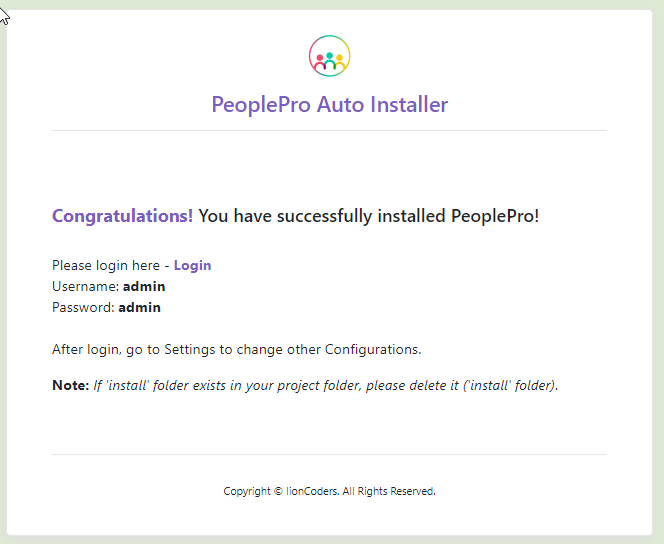 PeoplePro Auto Installer
Congratulations! You have successfully installed PeoplePro!
Please login here - Login
Username: admin
Password: admin
After login, go to Settings to change other Configurations.
Note: If 'install' folder exists in your project folder, please delete it ('install' folder).
Copyright © lionCoders. All Rights Reserved.